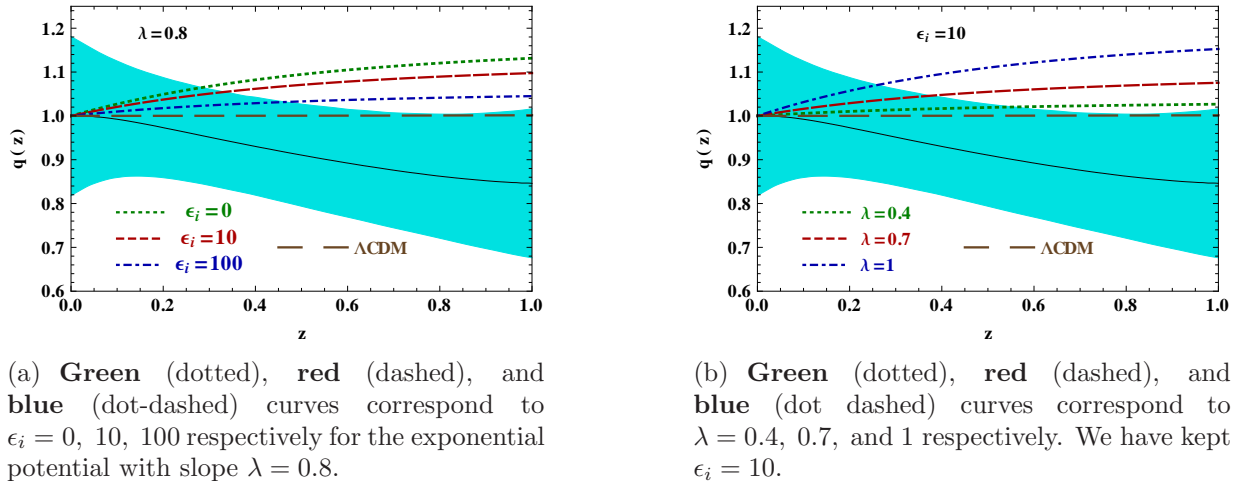 λ = 0.8
q ( z )
1.2
1.1
1.0
0.9
0.8
0.7
0.6
ϵi = 0
ϵi = 10
ϵi = 100
ΛCDM
0.0 0.2 0.4 0.6 0.8 1.0
z
(a) Green (dotted), red (dashed), and
blue (dot-dashed) curves correspond to
ϵi = 0, 10, 100 respectively for the exponential
potential with slope λ = 0.8.
ϵi = 10
q ( z )
1.2
1.1
1.0
0.9
0.8
0.7
0.6
λ = 0.4
λ = 0.7
λ = 1
ΛCDM
0.0 0.2 0.4 0.6 0.8 1.0
z
(b) Green (dotted), red (dashed), and
blue (dot dashed) curves correspond to
λ = 0.4, 0.7, and 1 respectively. We have kept
ϵi = 10.